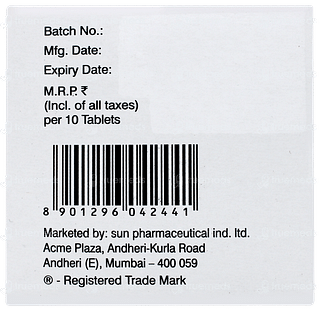 Batch No.:
Mfg. Date:
Expiry Date:
M.R.P. ₹
(Incl. of all taxes)
per 10 Tablets
8 901296 042441
Marketed by: sun pharmaceutical ind. ltd.
Acme Plaza, Andheri-Kurla Road
Andheri (E), Mumbai – 400 059
® - Registered Trade Mark